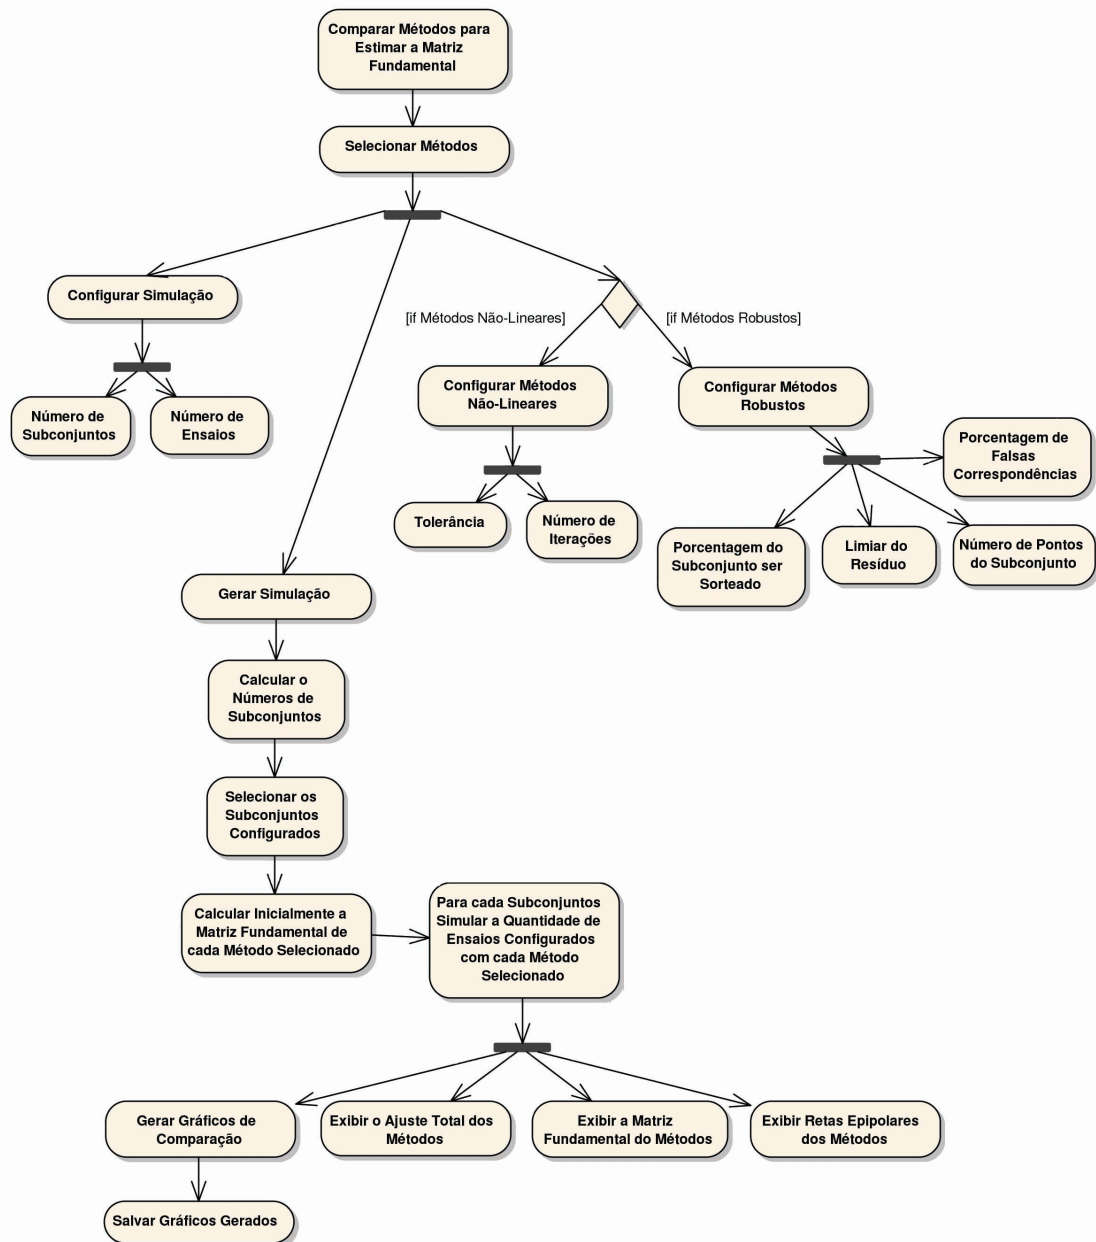 Comparar Métodos para
Estimar a Matriz
Fundamental
Selecionar Métodos
Configurar Simulação
[if Métodos Não-Lineares]
[if Métodos Robustos]
Número de
Subconjuntos
Número de
Ensaios
Configurar Métodos
Não-Lineares
Configurar Métodos
Robustos
Porcentagem de
Falsas
Correspondências
Tolerância
Número de
Iterações
Porcentagem do
Subconjunto ser
Sorteado
Limiar do
Resíduo
Número de Pontos
do Subconjunto
Gerar Simulação
Calcular o
Números de
Subconjuntos
Selecionar os
Subconjuntos
Configurados
Calcular Inicialmente a
Matriz Fundamental de
cada Método Selecionado
Para cada Subconjuntos
Simular a Quantidade de
Ensaios Configurados
com cada Método
Selecionado
Gerar Gráficos de
Comparação
Exibir o Ajuste Total dos
Métodos
Exibir a Matriz
Fundamental do Métodos
Exibir Retas Epipolares
dos Métodos
Salvar Gráficos Gerados